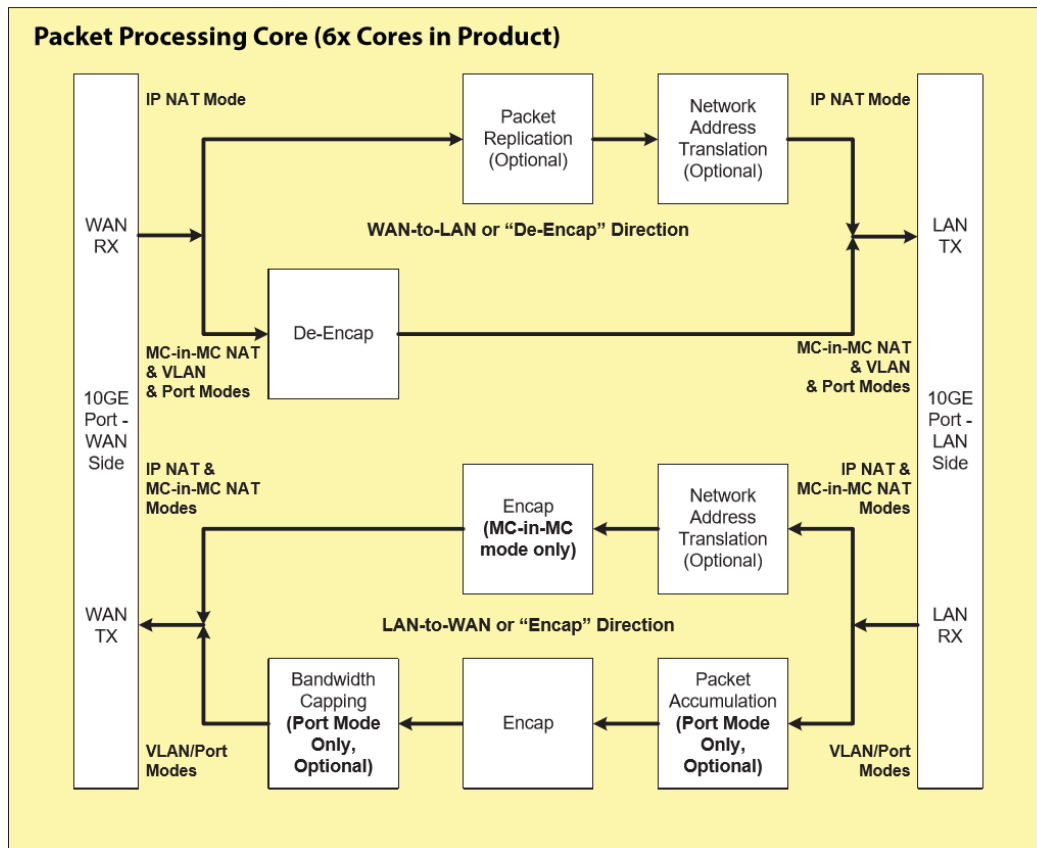 Packet Processing Core (6x Cores in Product)
IP NAT Mode
IP NAT Mode
Packet
Replication
(Optional)
Network
Address
Translation
(Optional)
WAN
RX
WAN-to-LAN or “De-Encap” Direction
LAN
TX
De-Encap
MC-in-MC NAT
& VLAN
& Port Modes
MC-in-MC NAT
& VLAN
& Port Modes
10GE
Port -
WAN
Side
10GE
Port -
LAN
Side
IP NAT &
MC-in-MC NAT
Modes
IP NAT &
MC-in-MC NAT
Modes
Encap
(MC-in-MC
mode only)
Network
Address
Translation
(Optional)
WAN
TX
LAN-to-WAN or “Encap” Direction
LAN
RX
Bandwidth
Capping
(Port Mode
Only,
Optional)
Encap
Packet
Accumulation
(Port Mode
Only,
Optional)
VLAN/Port
Modes
VLAN/Port
Modes